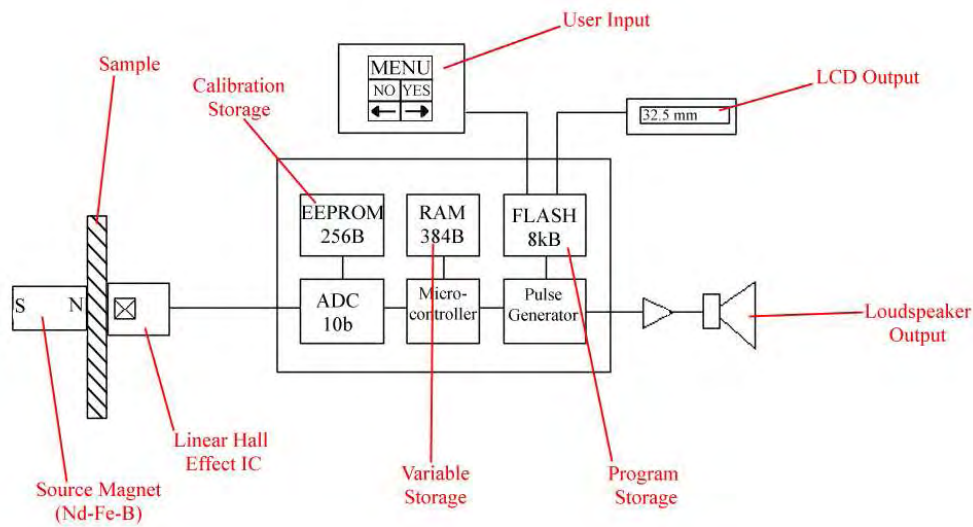 User Input
Sample
MENU
NO YES
LCD Output
Calibration
Storage
32.5 mm
EEPROM
256B
RAM
384B
FLASH
8kB
S
N
ADC
10b
Micro-
controller
Pulse
Generator
Loudspeaker
Output
Linear Hall
Effect IC
Source Magnet
(Nd-Fe-B)
Variable
Storage
Program
Storage